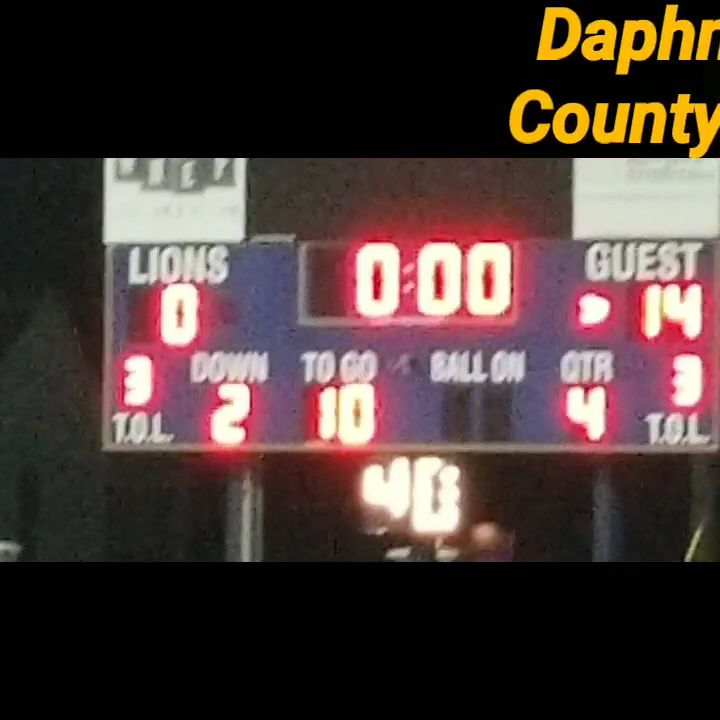 Daphn
County
LIONS 0:00 GUEST
0 14
3 DOWN TO GO BALL ON QTR 3
T.O.L. 2 10 4 T.O.L.
40